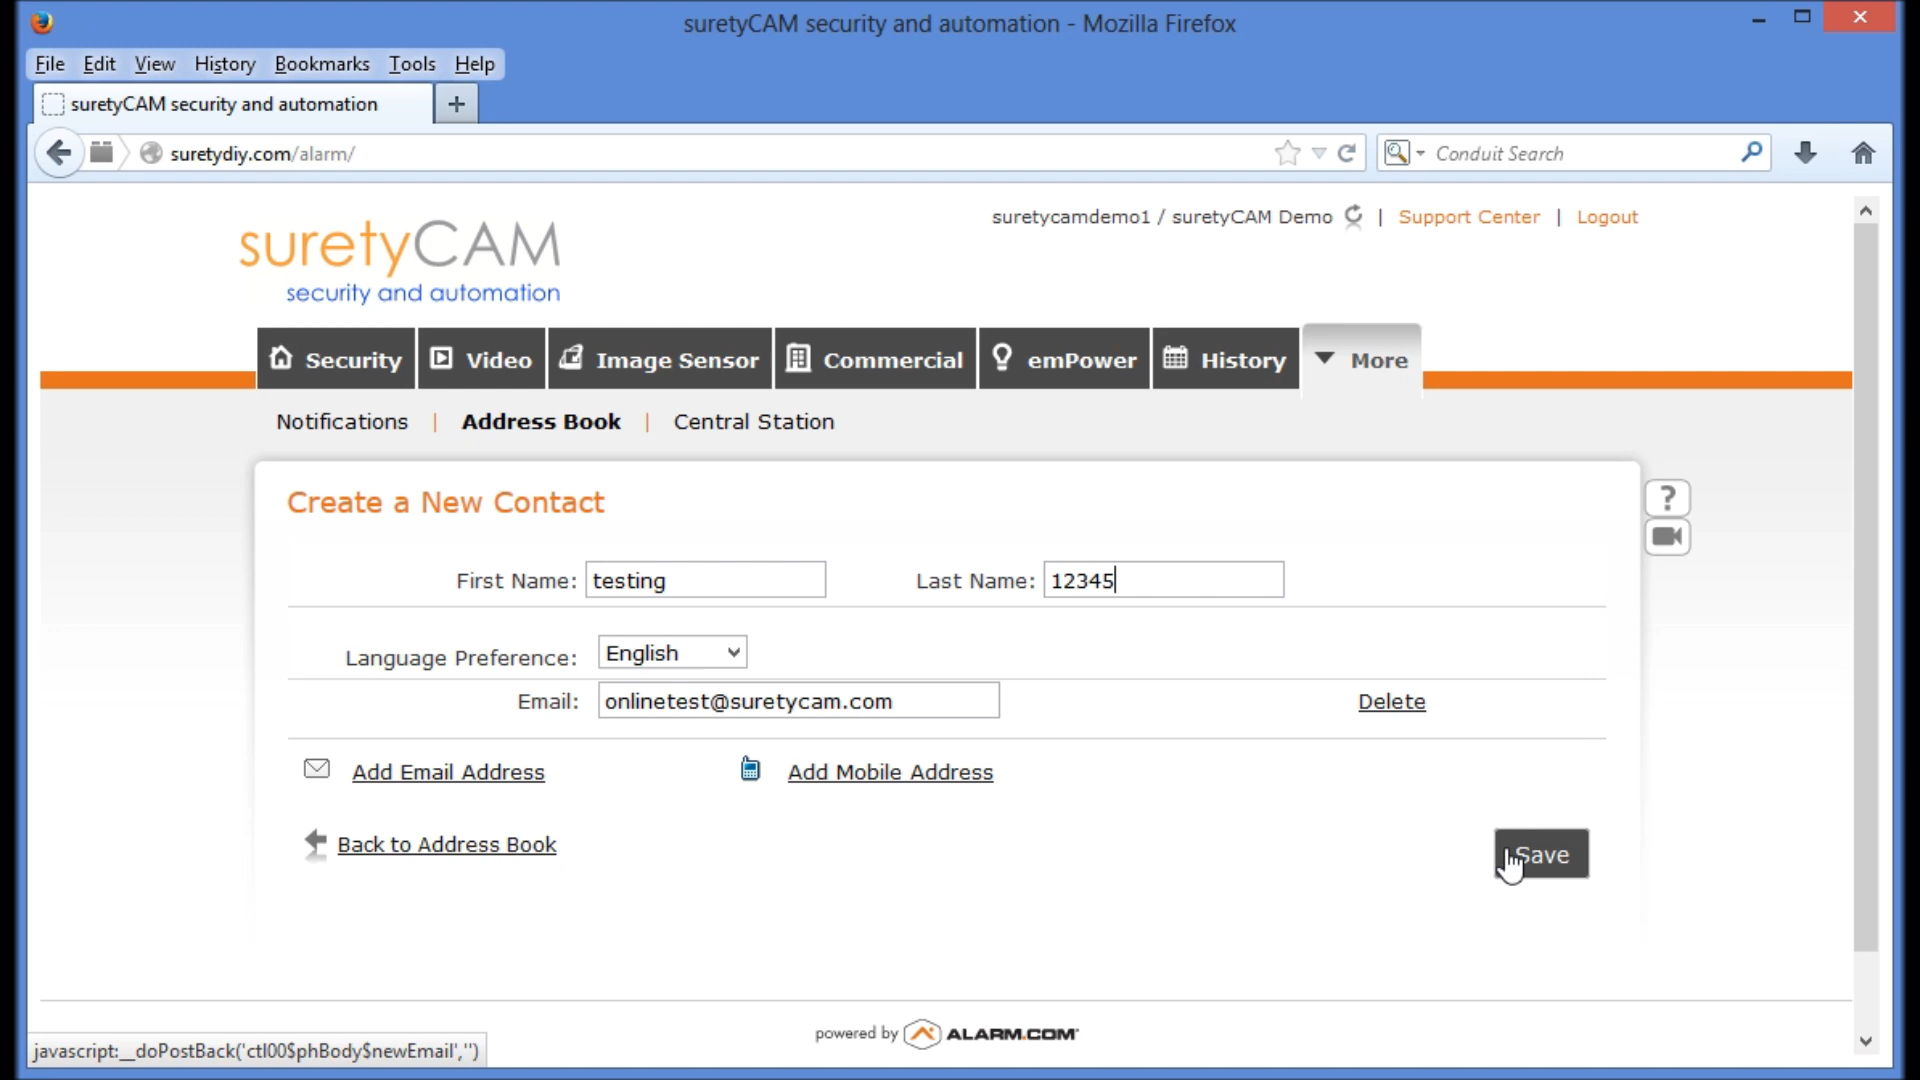 suretyCAM security and automation - Mozilla Firefox
File Edit View History Bookmarks Tools Help
suretyCAM security and automation +
suretydiy.com/alarm/ Conduit Search
suretycamdemo1 / suretyCAM Demo | Support Center | Logout
suretyCAM
security and automation
Security Video Image Sensor Commercial emPower History More
Notifications | Address Book | Central Station
Create a New Contact
?
First Name: testing Last Name: 12345
Language Preference: English
Email: onlinetest@suretycam.com Delete
Add Email Address Add Mobile Address
Back to Address Book Save
powered by ALARM.COM
javascript:__doPostBack('ctl00$phBody$newEmail','')